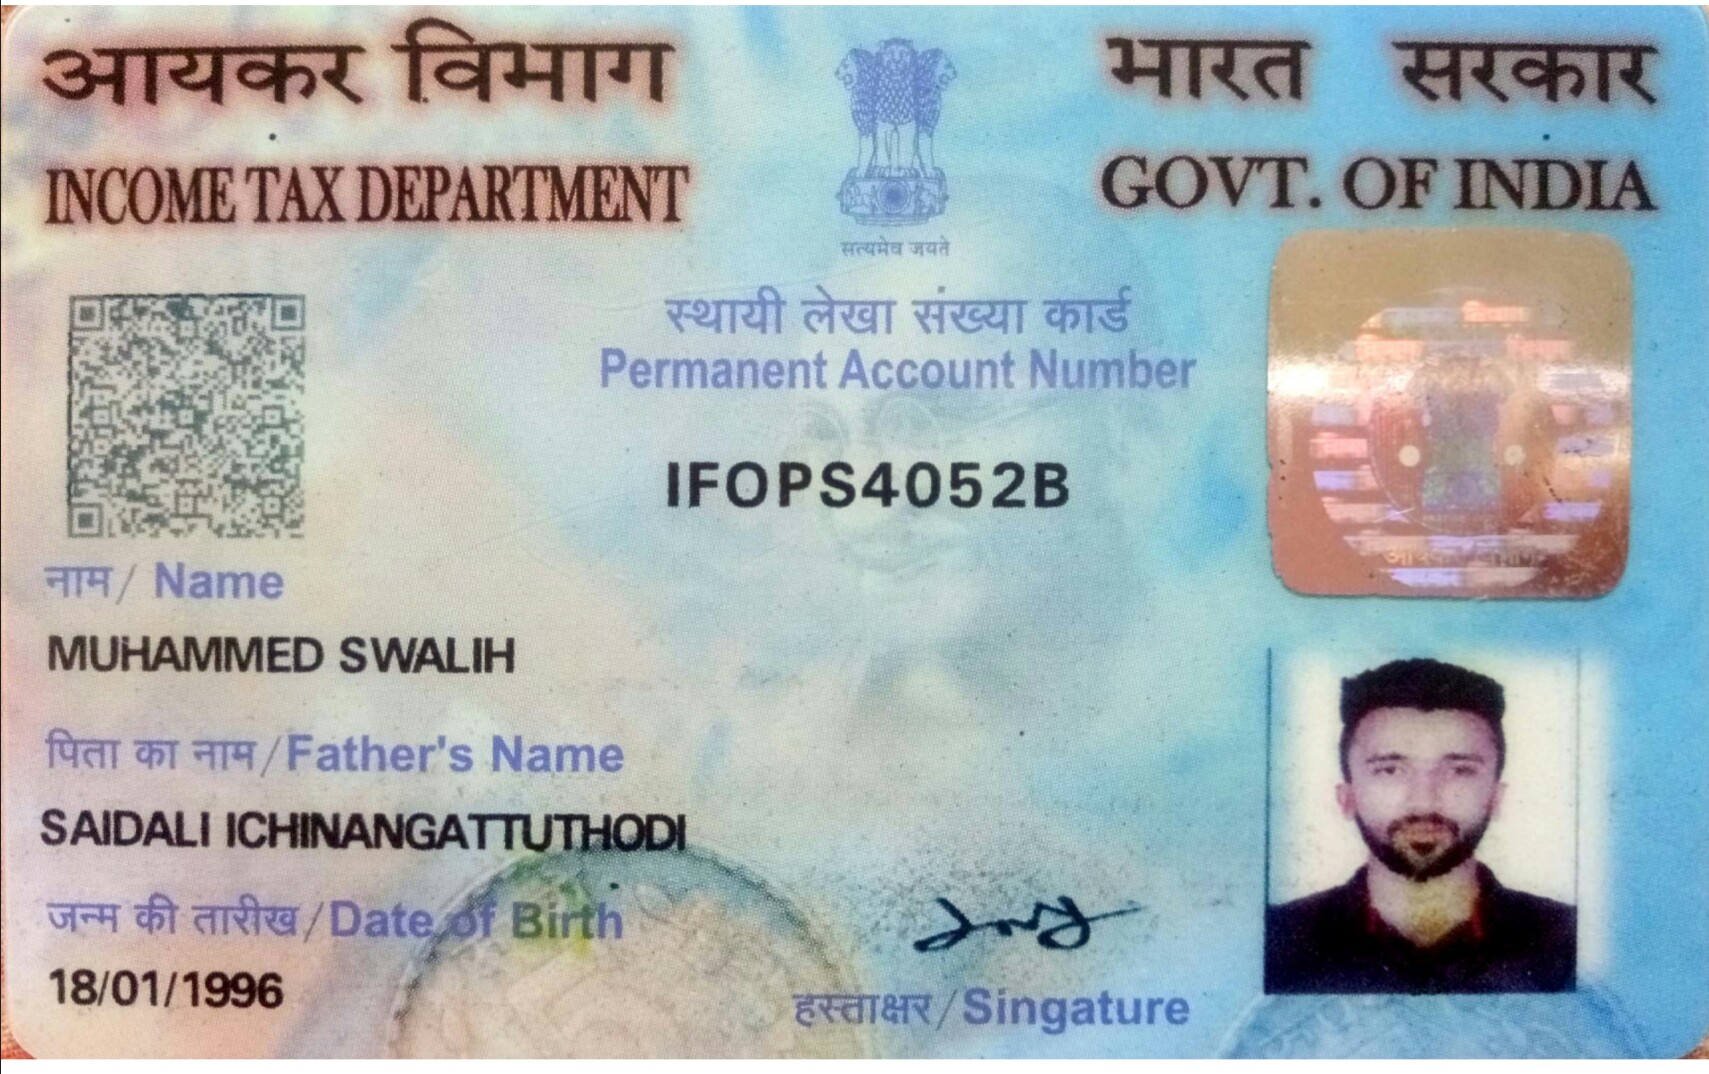 आयकर विभाग
INCOME TAX DEPARTMENT
भारत सरकार
GOVT. OF INDIA
सत्यमेव जयते
स्थायी लेखा संख्या कार्ड
Permanent Account Number
IFOPS4052B
नाम / Name
MUHAMMED SWALIH
पिता का नाम / Father's Name
SAIDALI ICHINANGATTUTHODI
जन्म की तारीख / Date of Birth
18/01/1996
हस्ताक्षर / Singature